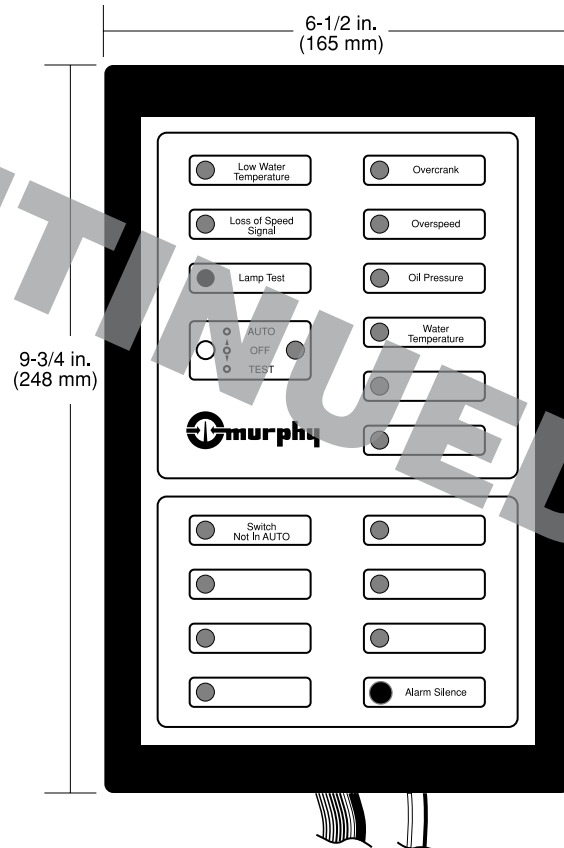 6-1/2 in.
(165 mm)
9-3/4 in.
(248 mm)
Low Water
Temperature
Loss of Speed
Signal
Lamp Test
AUTO
OFF
TEST
murphy
Overcrank
Overspeed
Oil Pressure
Water
Temperature
Switch
Not In AUTO
Alarm Silence
TINUED